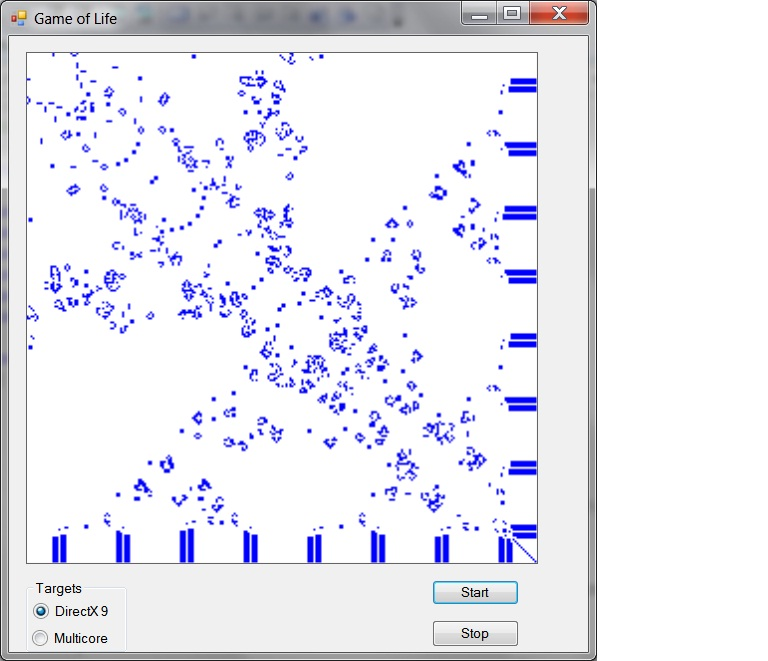 Game of Life
Targets
DirectX 9
Multicore
Start
Stop